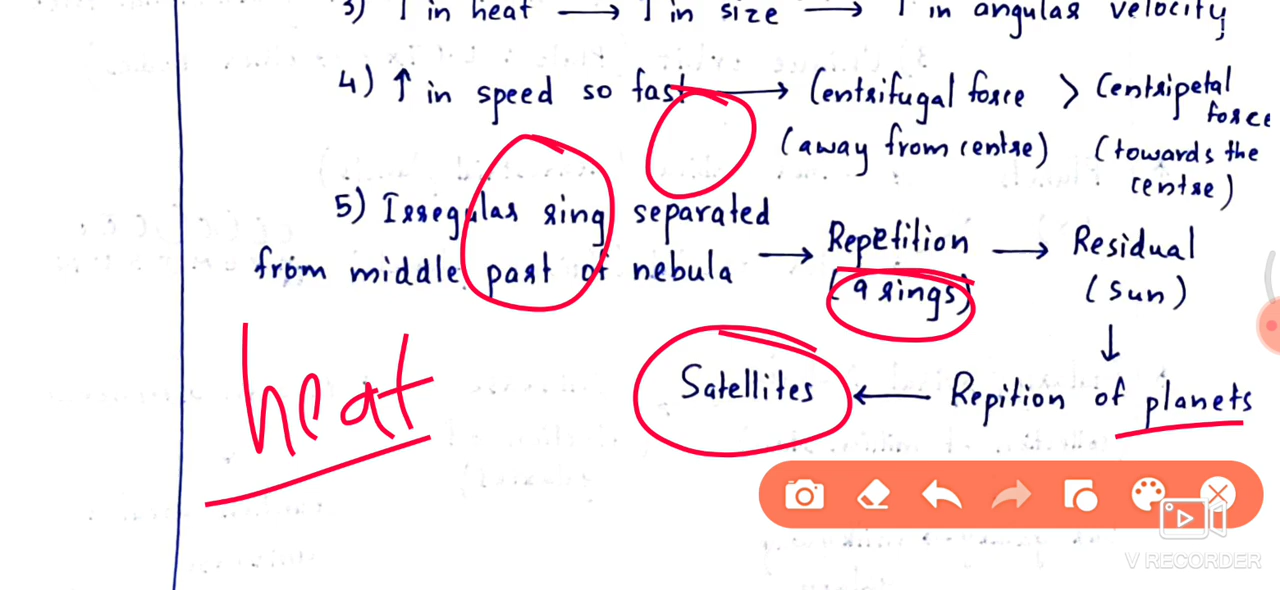 3) ↑ in heat → ↑ in size → ↑ in angular velocity
4) ↑ in speed so fast → Centrifugal force > Centripetal force
(away from centre) (towards the centre)
5) Irregular ring separated
from middle part of nebula → Repetition → Residual
(9 rings) (sun)
↓
Satellites ← Repition of planets
heat
V RECORDER